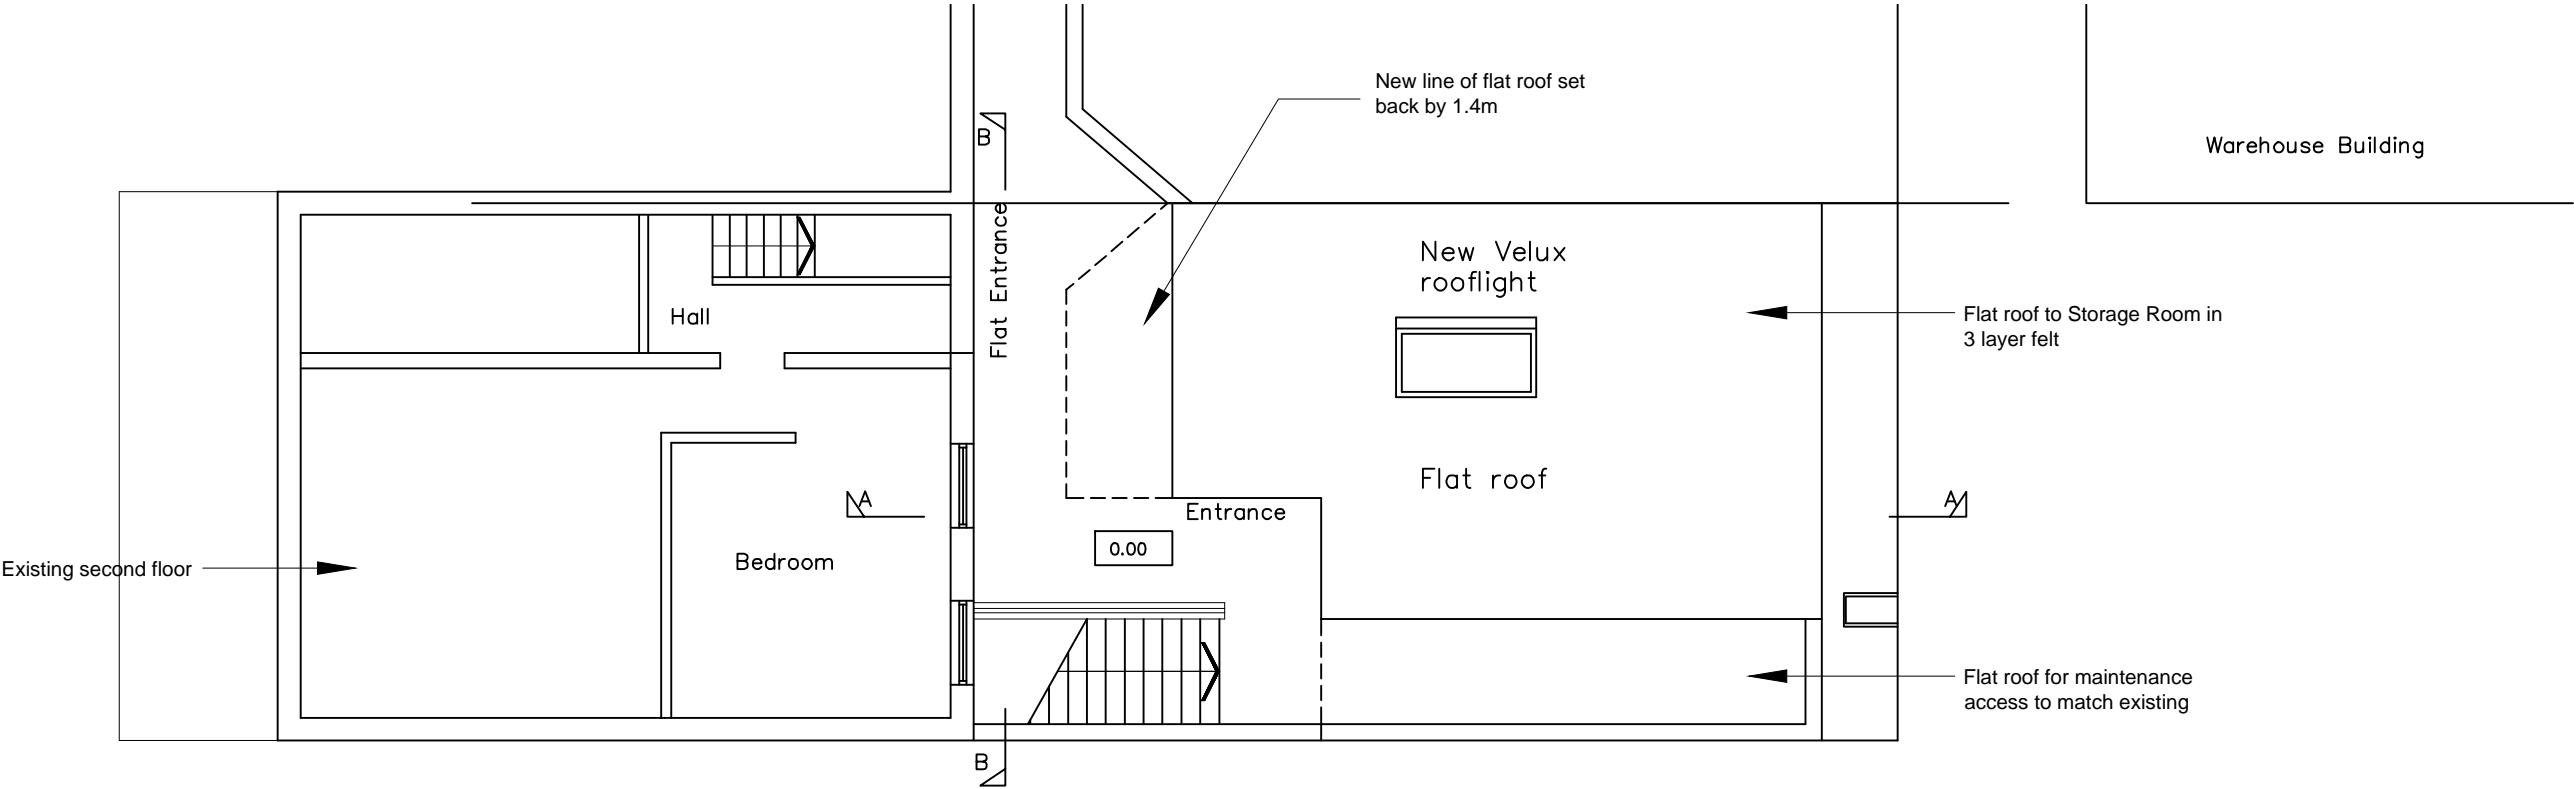 New line of flat roof set
back by 1.4m
B
Warehouse Building
Flat Entrance
New Velux
rooflight
Hall
Flat roof to Storage Room in
3 layer felt
Flat roof
A
Entrance
A
0.00
Existing second floor
Bedroom
Flat roof for maintenance
access to match existing
B